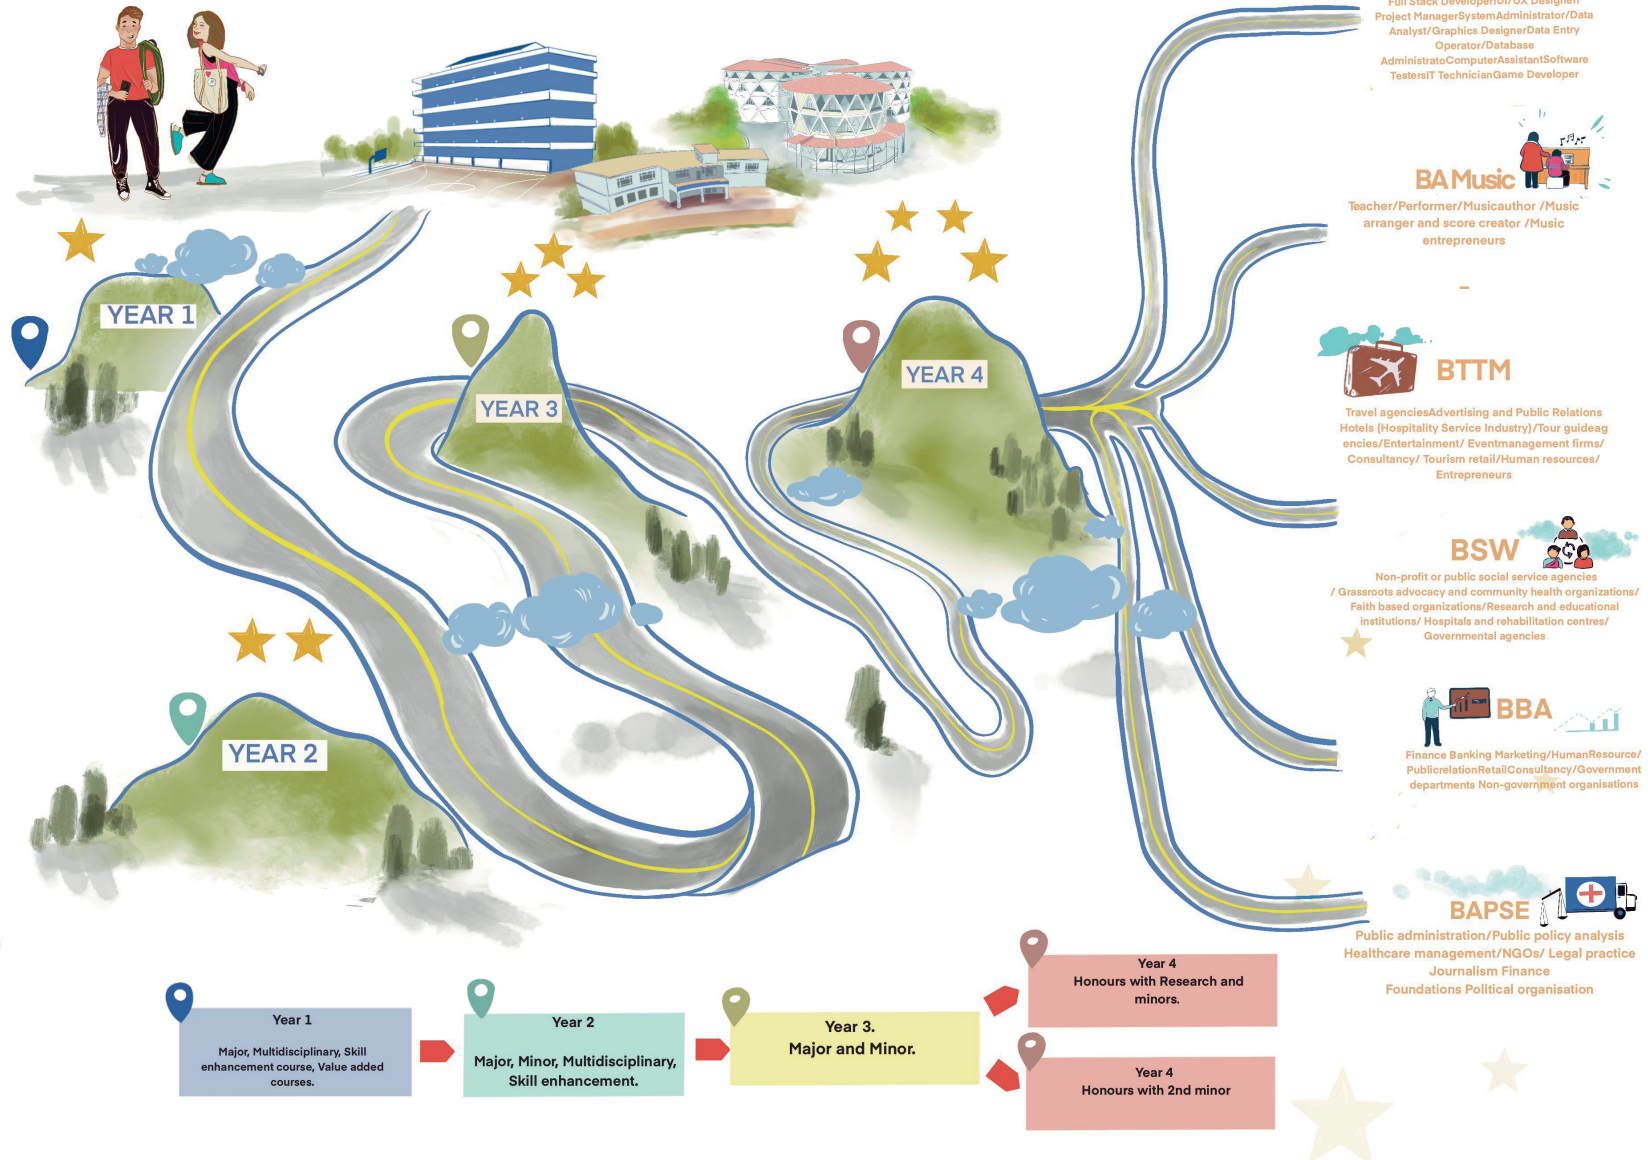 Full Stack DeveloperUI/UX Designerr
Project ManagerSystemAdministrator/Data
Analyst/Graphics DesignerData Entry
Operator/Database
AdministratoComputerAssistantSoftware
TestersIT TechnicianGame Developer
BA Music
Teacher/Performer/Musicauthor /Music
arranger and score creator /Music
entrepreneurs
–
BTTM
Travel agenciesAdvertising and Public Relations
Hotels (Hospitality Service Industry)/Tour guideag
encies/Entertainment/ Eventmanagement firms/
Consultancy/ Tourism retail/Human resources/
Entrepreneurs
BSW
Non-profit or public social service agencies
/ Grassroots advocacy and community health organizations/
Faith based organizations/Research and educational
institutions/ Hospitals and rehabilitation centres/
Governmental agencies
BBA
Finance Banking Marketing/HumanResource/
PublicrelationRetailConsultancy/Government
departments Non-government organisations
BAPSE
Public administration/Public policy analysis
Healthcare management/NGOs/ Legal practice
Journalism Finance
Foundations Political organisation
YEAR 1
YEAR 2
YEAR 3
YEAR 4
Year 1
Major, Multidisciplinary, Skill
enhancement course, Value added
courses.
Year 2
Major, Minor, Multidisciplinary,
Skill enhancement.
Year 3.
Major and Minor.
Year 4
Honours with Research and
minors.
Year 4
Honours with 2nd minor